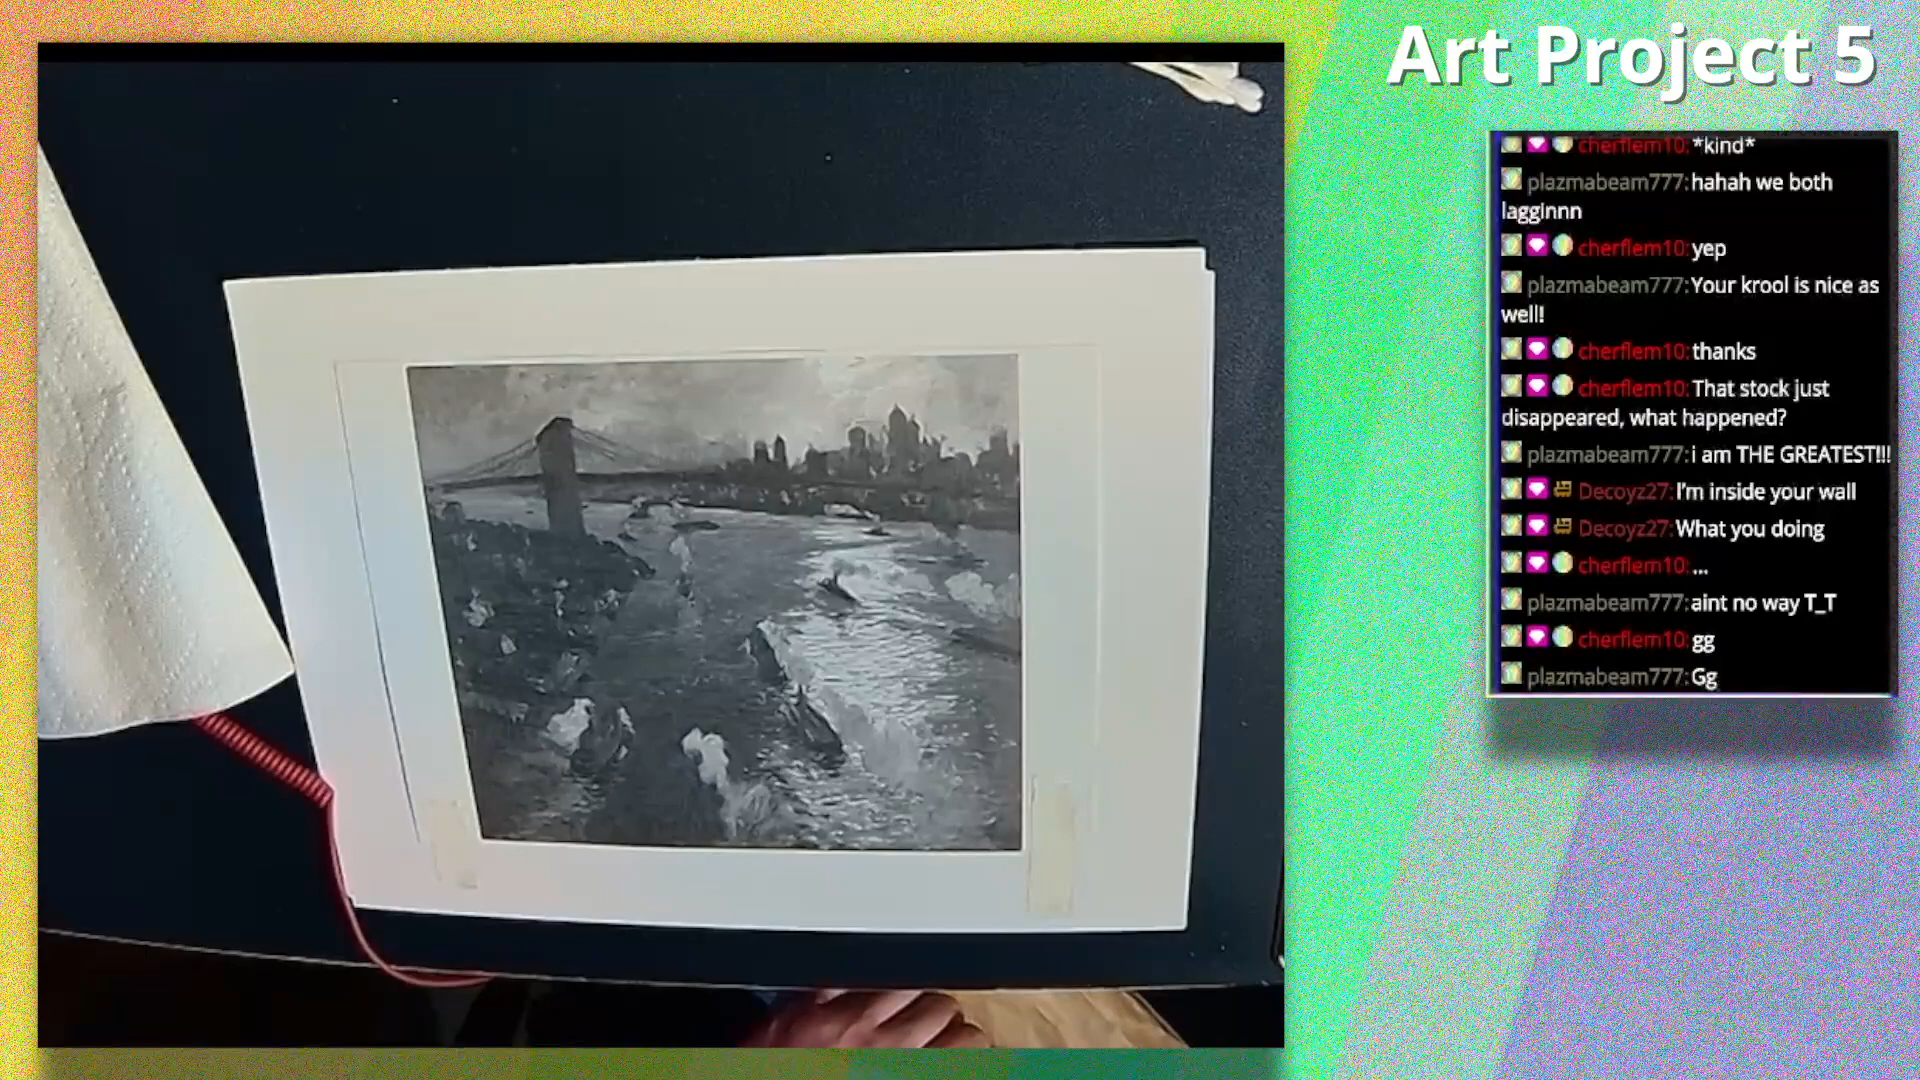 Art Project 5
cherflem10: *kind*
plazmabeam777: hahah we both
lagginnn
cherflem10: yep
plazmabeam777: Your krool is nice as
well!
cherflem10: thanks
cherflem10: That stock just
disappeared, what happened?
plazmabeam777: i am THE GREATEST!!!
Decoyz27: I'm inside your wall
Decoyz27: What you doing
cherflem10: ...
plazmabeam777: aint no way T_T
cherflem10: gg
plazmabeam777: Gg